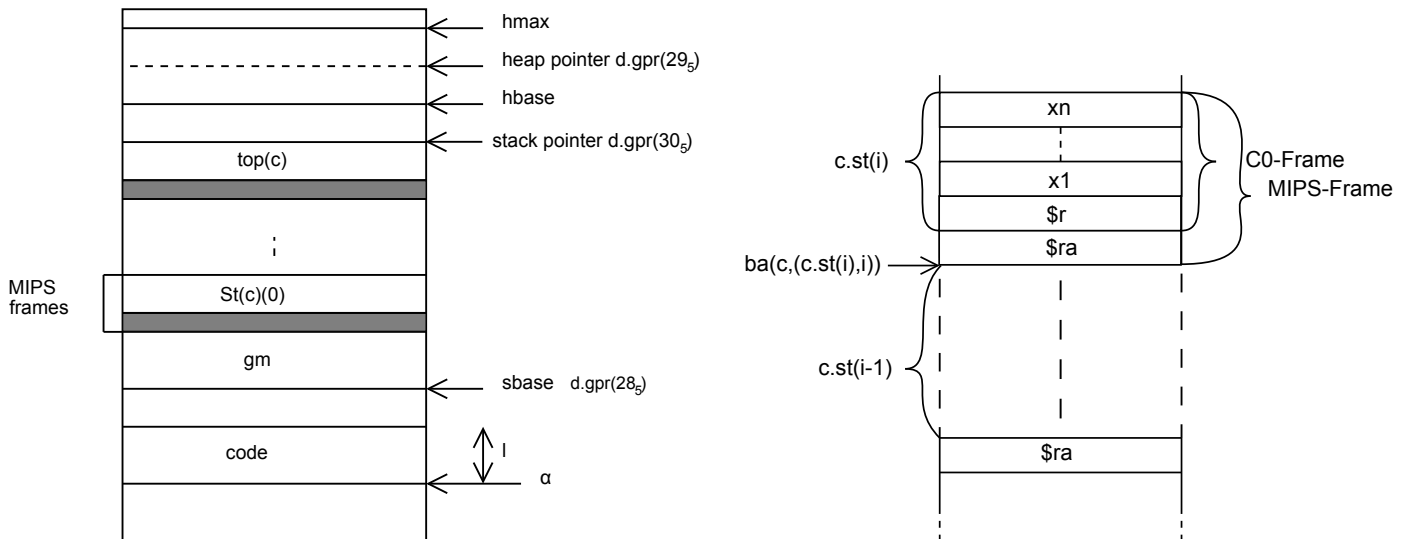 hmax
heap pointer d.gpr(29₅)
hbase
stack pointer d.gpr(30₅)
top(c)
MIPS
frames
St(c)(0)
gm
sbase d.gpr(28₅)
code
l
α
xn
c.st(i)
C0-Frame
x1
MIPS-Frame
$r
$ra
ba(c,(c.st(i),i))
c.st(i-1)
$ra